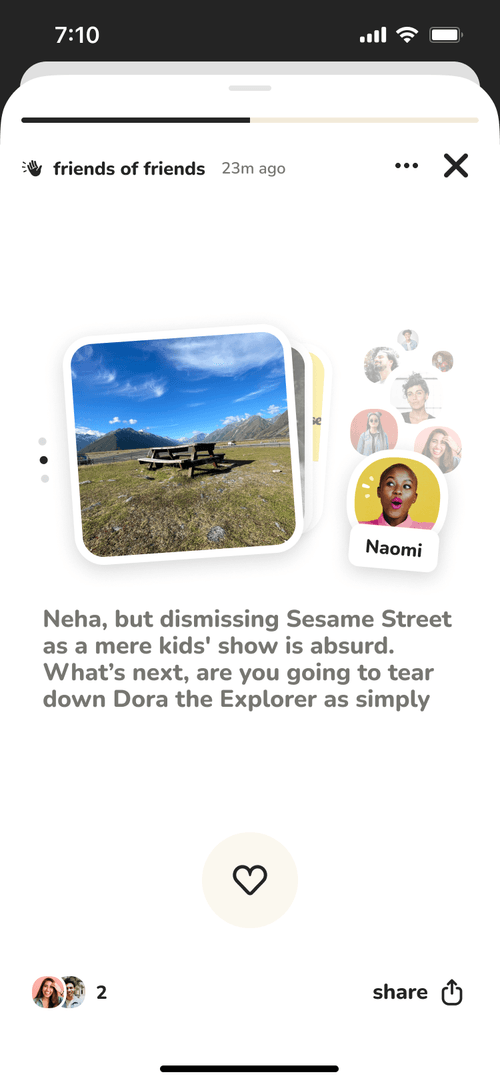 7:10
friends of friends 23m ago
se
Naomi
Neha, but dismissing Sesame Street
as a mere kids' show is absurd.
What’s next, are you going to tear
down Dora the Explorer as simply
2
share